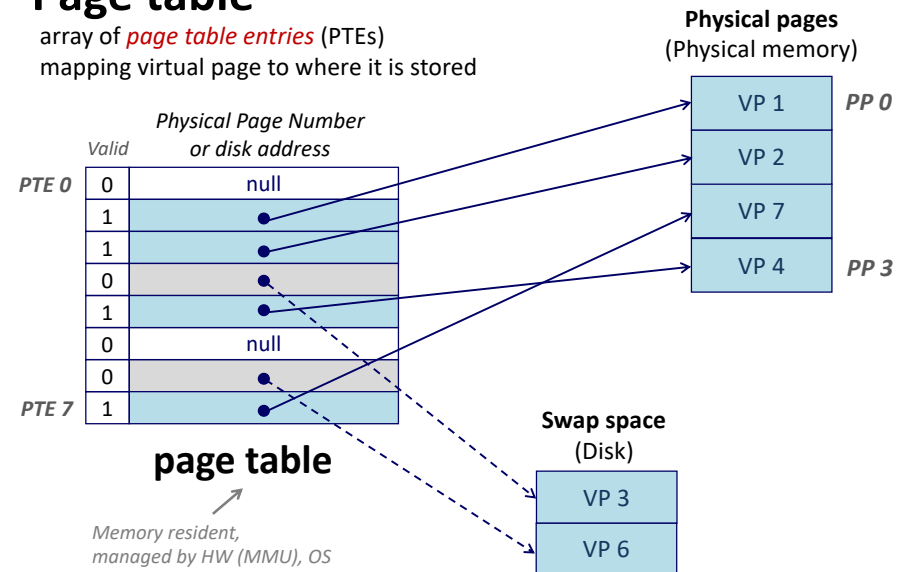 Page table
array of page table entries (PTEs)
mapping virtual page to where it is stored
Physical pages
(Physical memory)
VP 1 PP 0
VP 2
VP 7
VP 4 PP 3
Physical Page Number
Valid or disk address
PTE 0 0 null
1
1
0
1
0 null
0
PTE 7 1
page table
Memory resident,
managed by HW (MMU), OS
Swap space
(Disk)
VP 3
VP 6